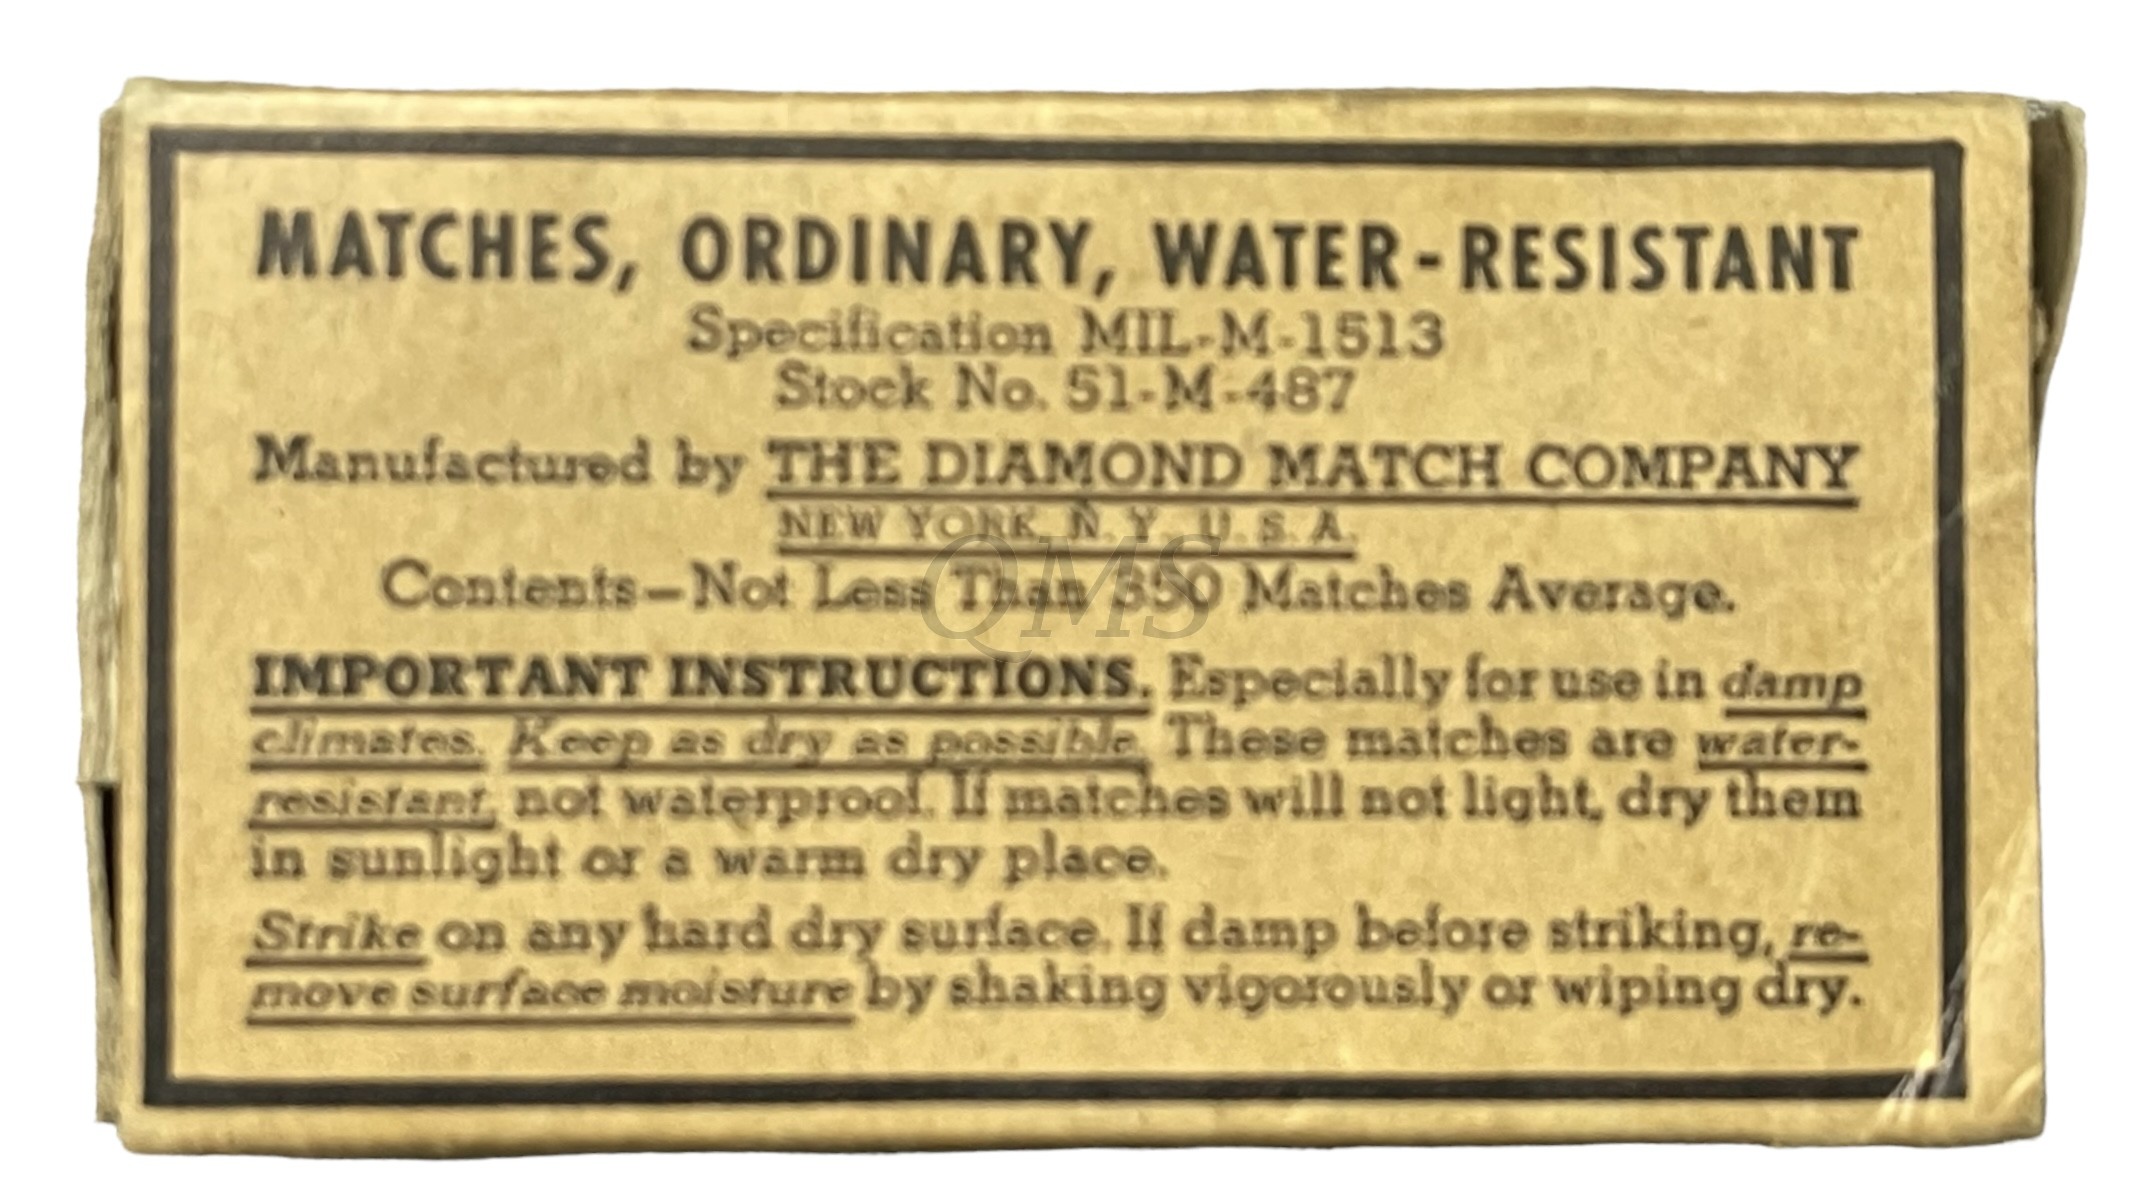 MATCHES, ORDINARY, WATER-RESISTANT
Specification MIL-M-1513
Stock No. 51-M-487
Manufactured by THE DIAMOND MATCH COMPANY
NEW YORK, N. Y., U. S. A.
Contents—Not Less Than 350 Matches Average.
QMS
IMPORTANT INSTRUCTIONS. Especially for use in damp
climates. Keep as dry as possible. These matches are water-
resistant, not waterproof. If matches will not light, dry them
in sunlight or a warm dry place.
Strike on any hard dry surface. If damp before striking, re-
move surface moisture by shaking vigorously or wiping dry.